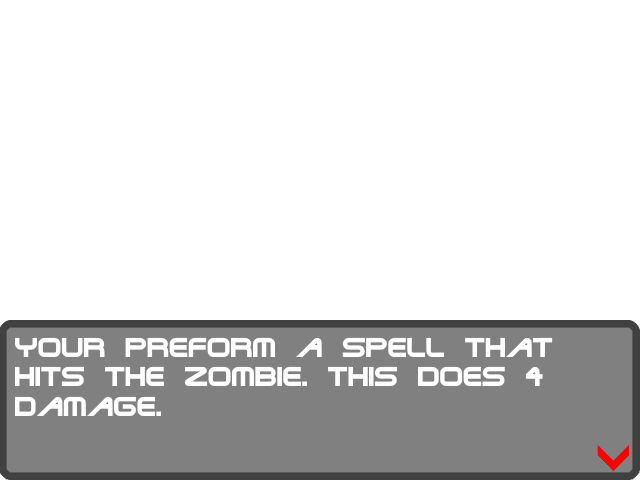 YOUR PREFORM A SPELL THAT
HITS THE ZOMBIE. THIS DOES 4
DAMAGE.